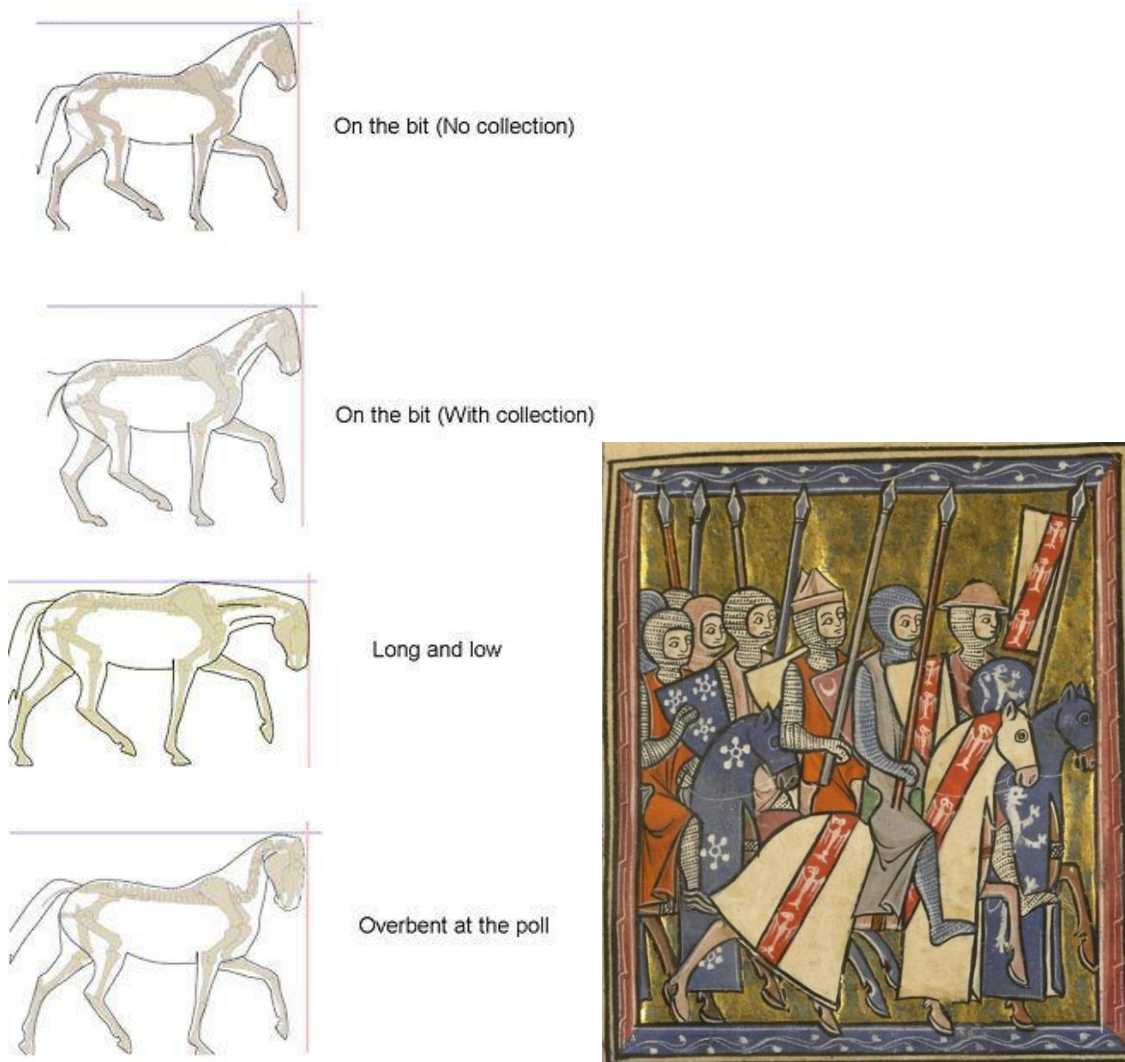 On the bit (No collection)
On the bit (With collection)
Long and low
Overbent at the poll